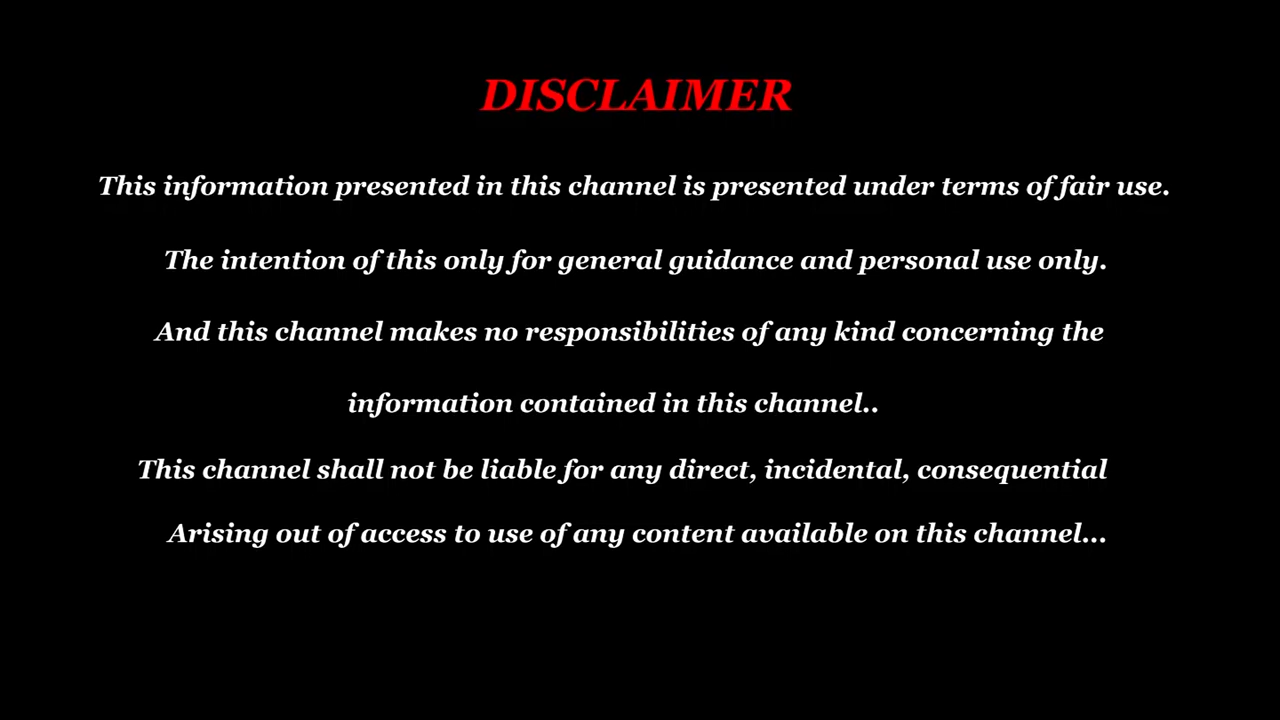 DISCLAIMER
This information presented in this channel is presented under terms of fair use.
The intention of this only for general guidance and personal use only.
And this channel makes no responsibilities of any kind concerning the
information contained in this channel..
This channel shall not be liable for any direct, incidental, consequential
Arising out of access to use of any content available on this channel...